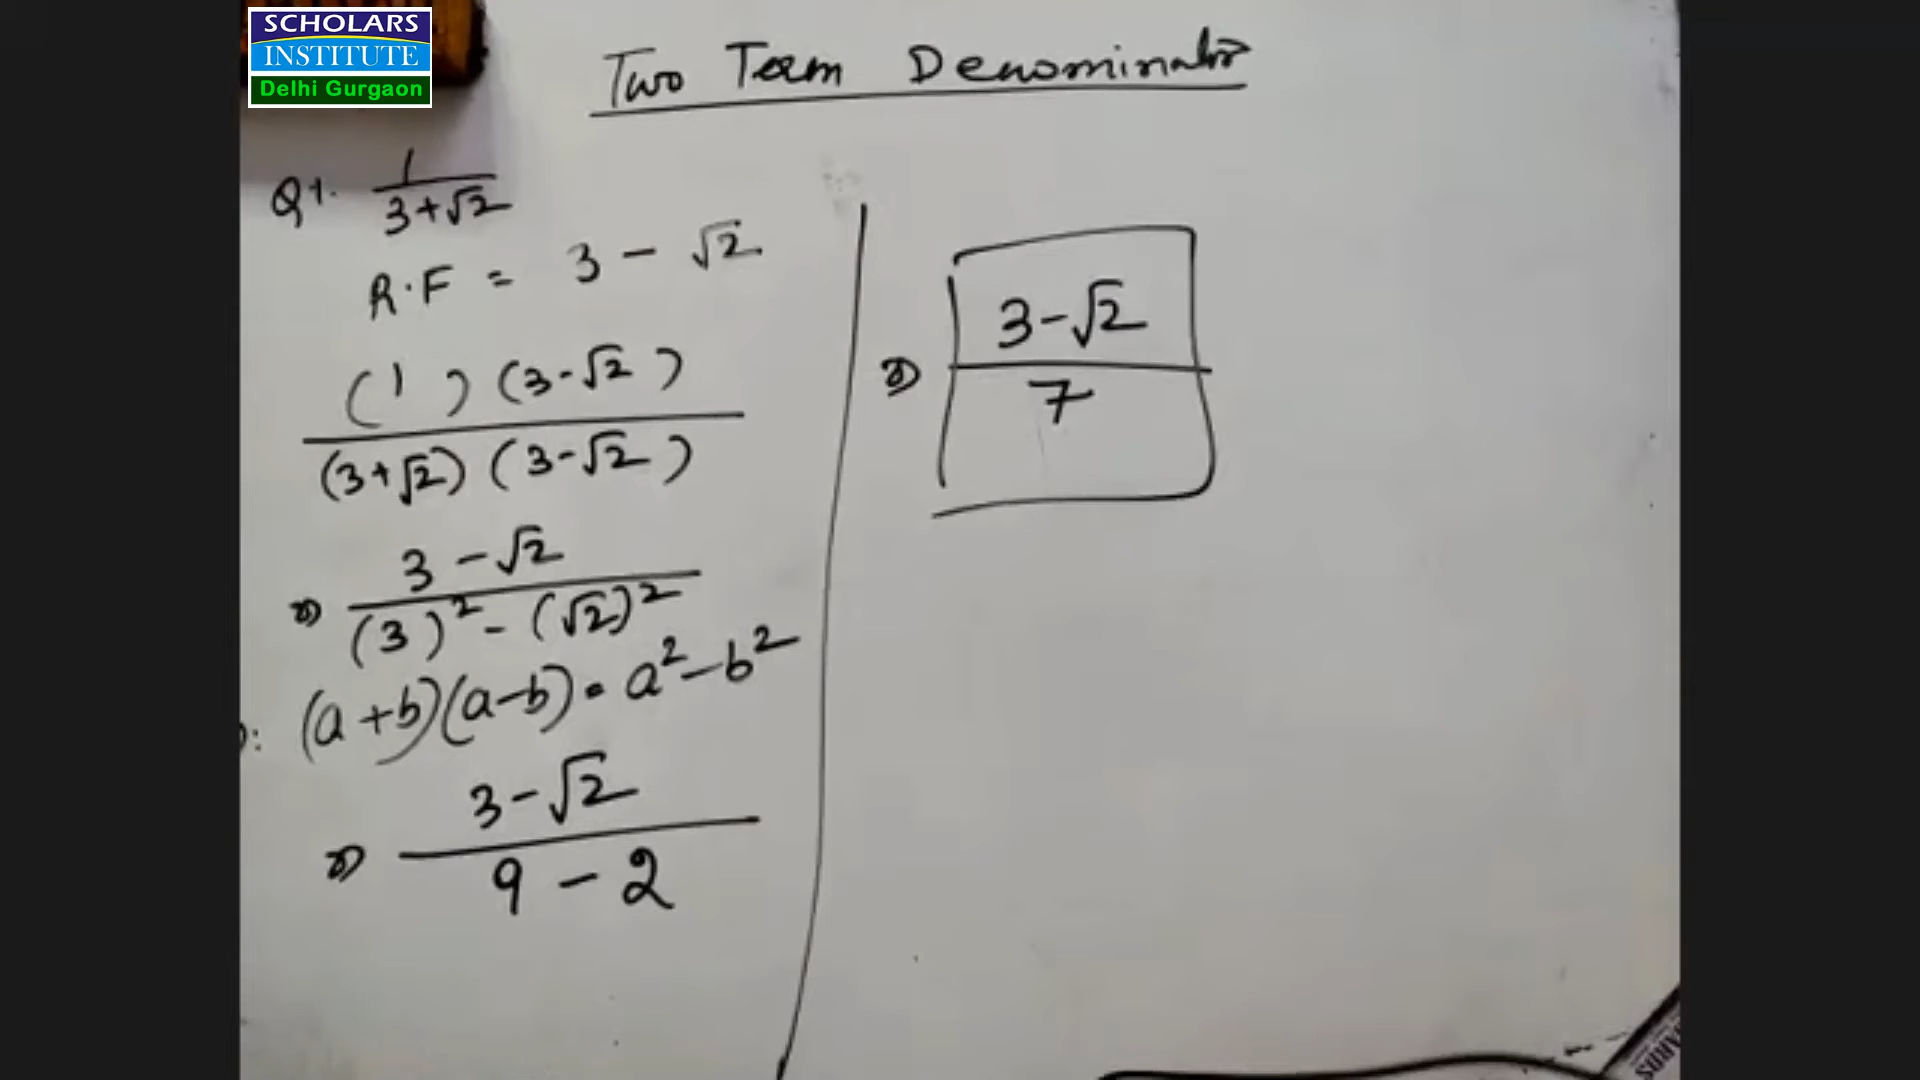 SCHOLARS
INSTITUTE
Delhi Gurgaon
Two Term Denominator
Q1. 1/(3+√2)
R.F = 3 - √2
(1)(3-√2)
(3+√2)(3-√2)
⇒ 3-√2
(3)² - (√2)²
(a+b)(a-b) = a²-b²
⇒ 3-√2
9 - 2
⇒ 3-√2
7